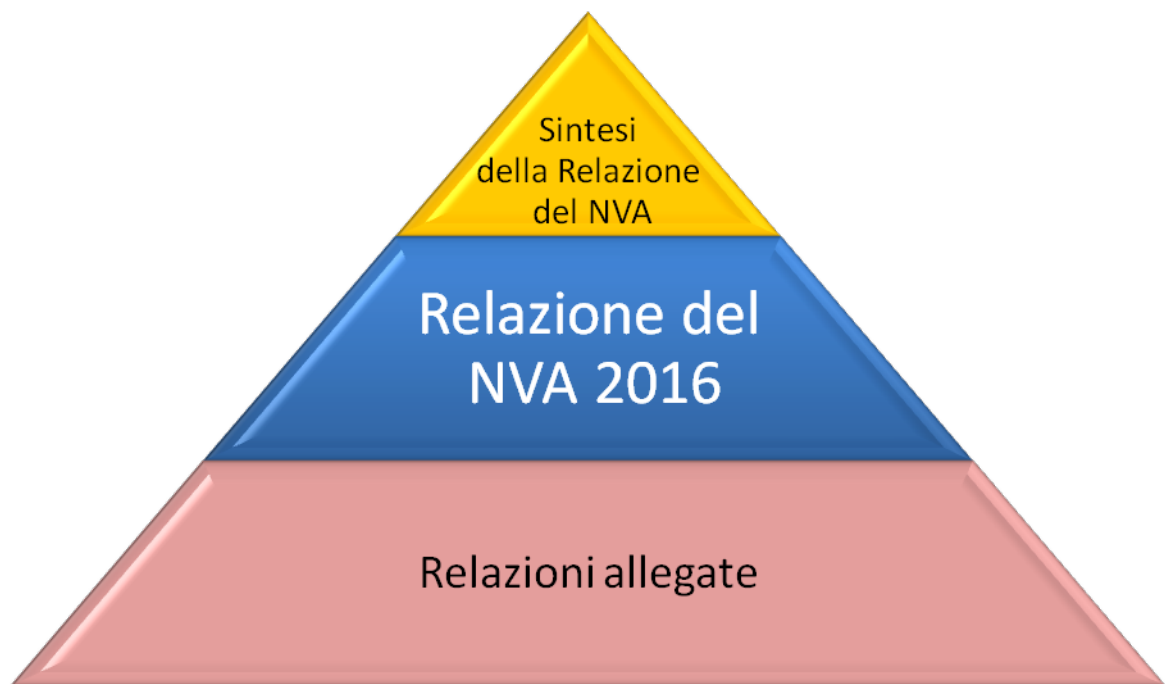 Sintesi
della Relazione
del NVA
Relazione del
NVA 2016
Relazioni allegate